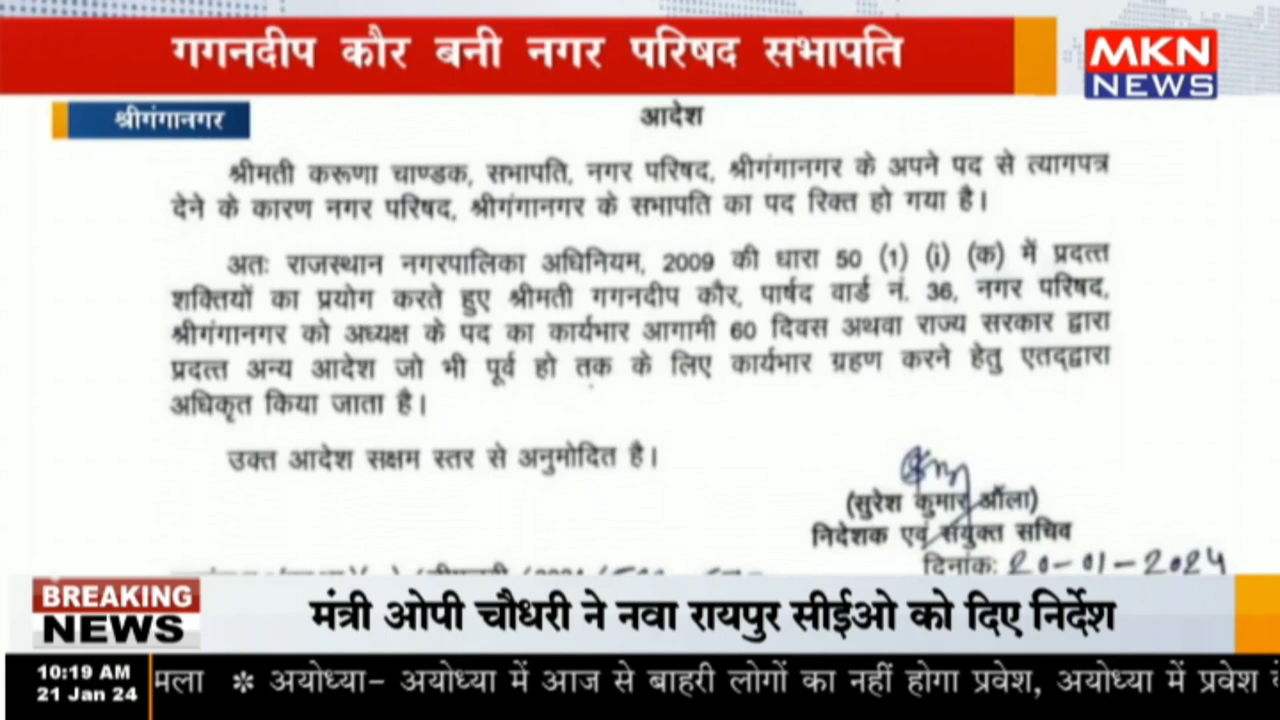 गगनदीप कौर बनी नगर परिषद सभापति
MKN
NEWS
श्रीगंगानगर
आदेश
श्रीमती करूणा चाण्डक, सभापति, नगर परिषद, श्रीगंगानगर के अपने पद से त्यागपत्र
देने के कारण नगर परिषद, श्रीगंगानगर के सभापति का पद रिक्त हो गया है।
अतः राजस्थान नगरपालिका अधिनियम, 2009 की धारा 50 (1) (i) (क) में प्रदत्त
शक्तियों का प्रयोग करते हुए श्रीमती गगनदीप कौर, पार्षद वार्ड नं. 36, नगर परिषद,
श्रीगंगानगर को अध्यक्ष के पद का कार्यभार आगामी 60 दिवस अथवा राज्य सरकार द्वारा
प्रदत्त अन्य आदेश जो भी पूर्व हो तक के लिए कार्यभार ग्रहण करने हेतु एतद्द्वारा
अधिकृत किया जाता है।
उक्त आदेश सक्षम स्तर से अनुमोदित है।
(सुरेश कुमार ओला)
निदेशक एवं संयुक्त सचिव
दिनांकः 20-01-2024
BREAKING
NEWS
मंत्री ओपी चौधरी ने नवा रायपुर सीईओ को दिए निर्देश
10:19 AM
21 Jan 24
मला * अयोध्या- अयोध्या में आज से बाहरी लोगों का नहीं होगा प्रवेश, अयोध्या में प्रवेश